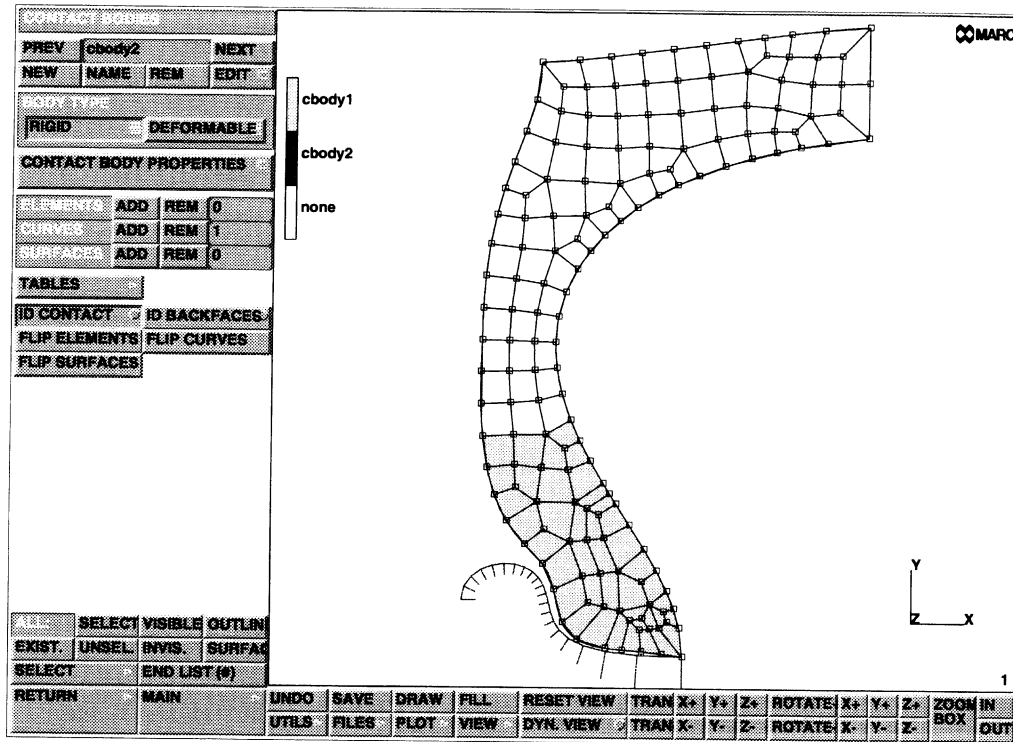 CONTACT BODIES
PREV cbody2 NEXT
NEW NAME REM EDIT
BODY TYPE
RIGID DEFORMABLE
CONTACT BODY PROPERTIES
ELEMENTS ADD REM 0
CURVES ADD REM 1
SURFACES ADD REM 0
TABLES
ID CONTACT ID BACKFACES
FLIP ELEMENTS FLIP CURVES
FLIP SURFACES
cbody1
cbody2
none
MARC
Y
Z X
1
ALL: SELECT VISIBLE OUTLIN
EXIST. UNSEL. INVIS. SURFAC
SELECT END LIST (#)
RETURN MAIN
UNDO SAVE DRAW FILL RESET VIEW TRAN X+ Y+ Z+ ROTATE X+ Y+ Z+ ZOOM BOX IN
UTILS FILES PLOT VIEW DYN. VIEW TRAN X- Y- Z- ROTATE X- Y- Z- OUT